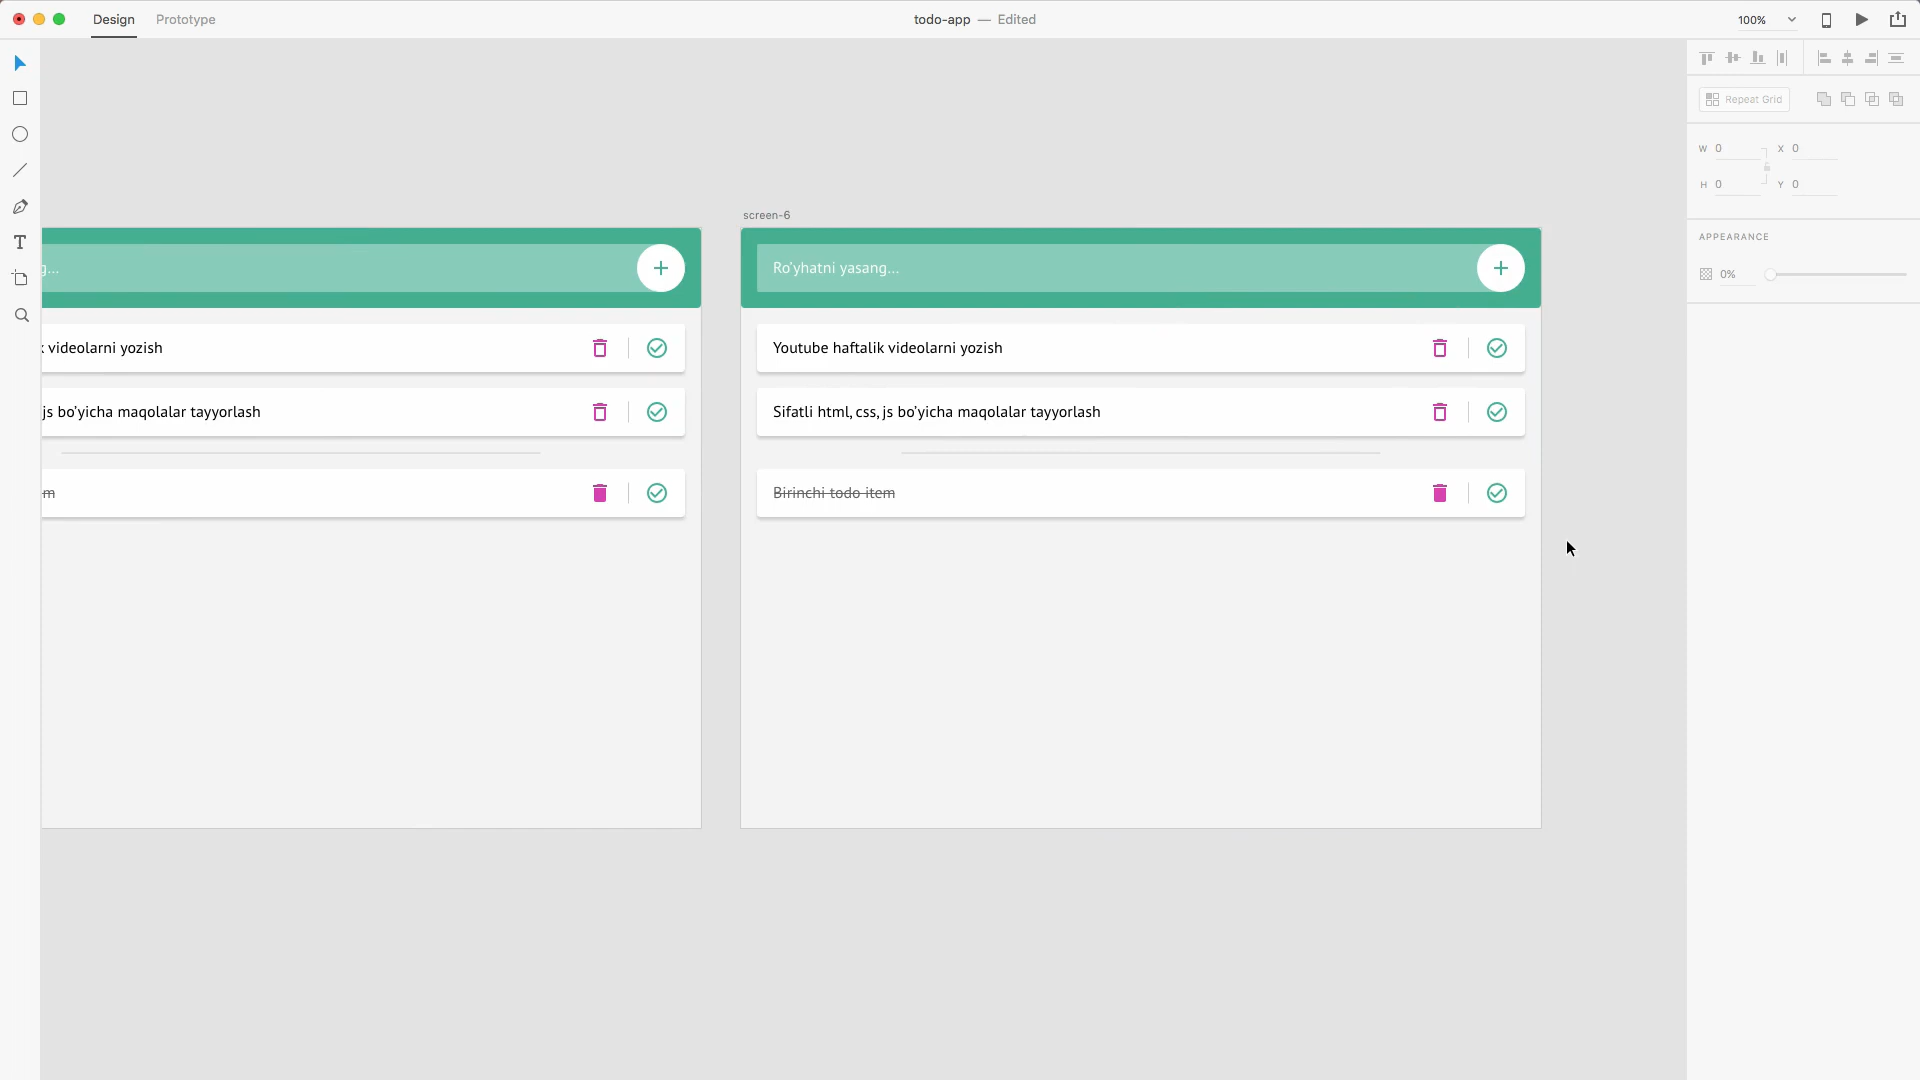 Design Prototype todo-app — Edited 100%
Repeat Grid
W 0 X 0
H 0 Y 0
APPEARANCE
0%
screen-6
g...
Ro'yhatni yasang...
videolarni yozish
Youtube haftalik videolarni yozish
js bo'yicha maqolalar tayyorlash
Sifatli html, css, js bo'yicha maqolalar tayyorlash
m
Birinchi todo item